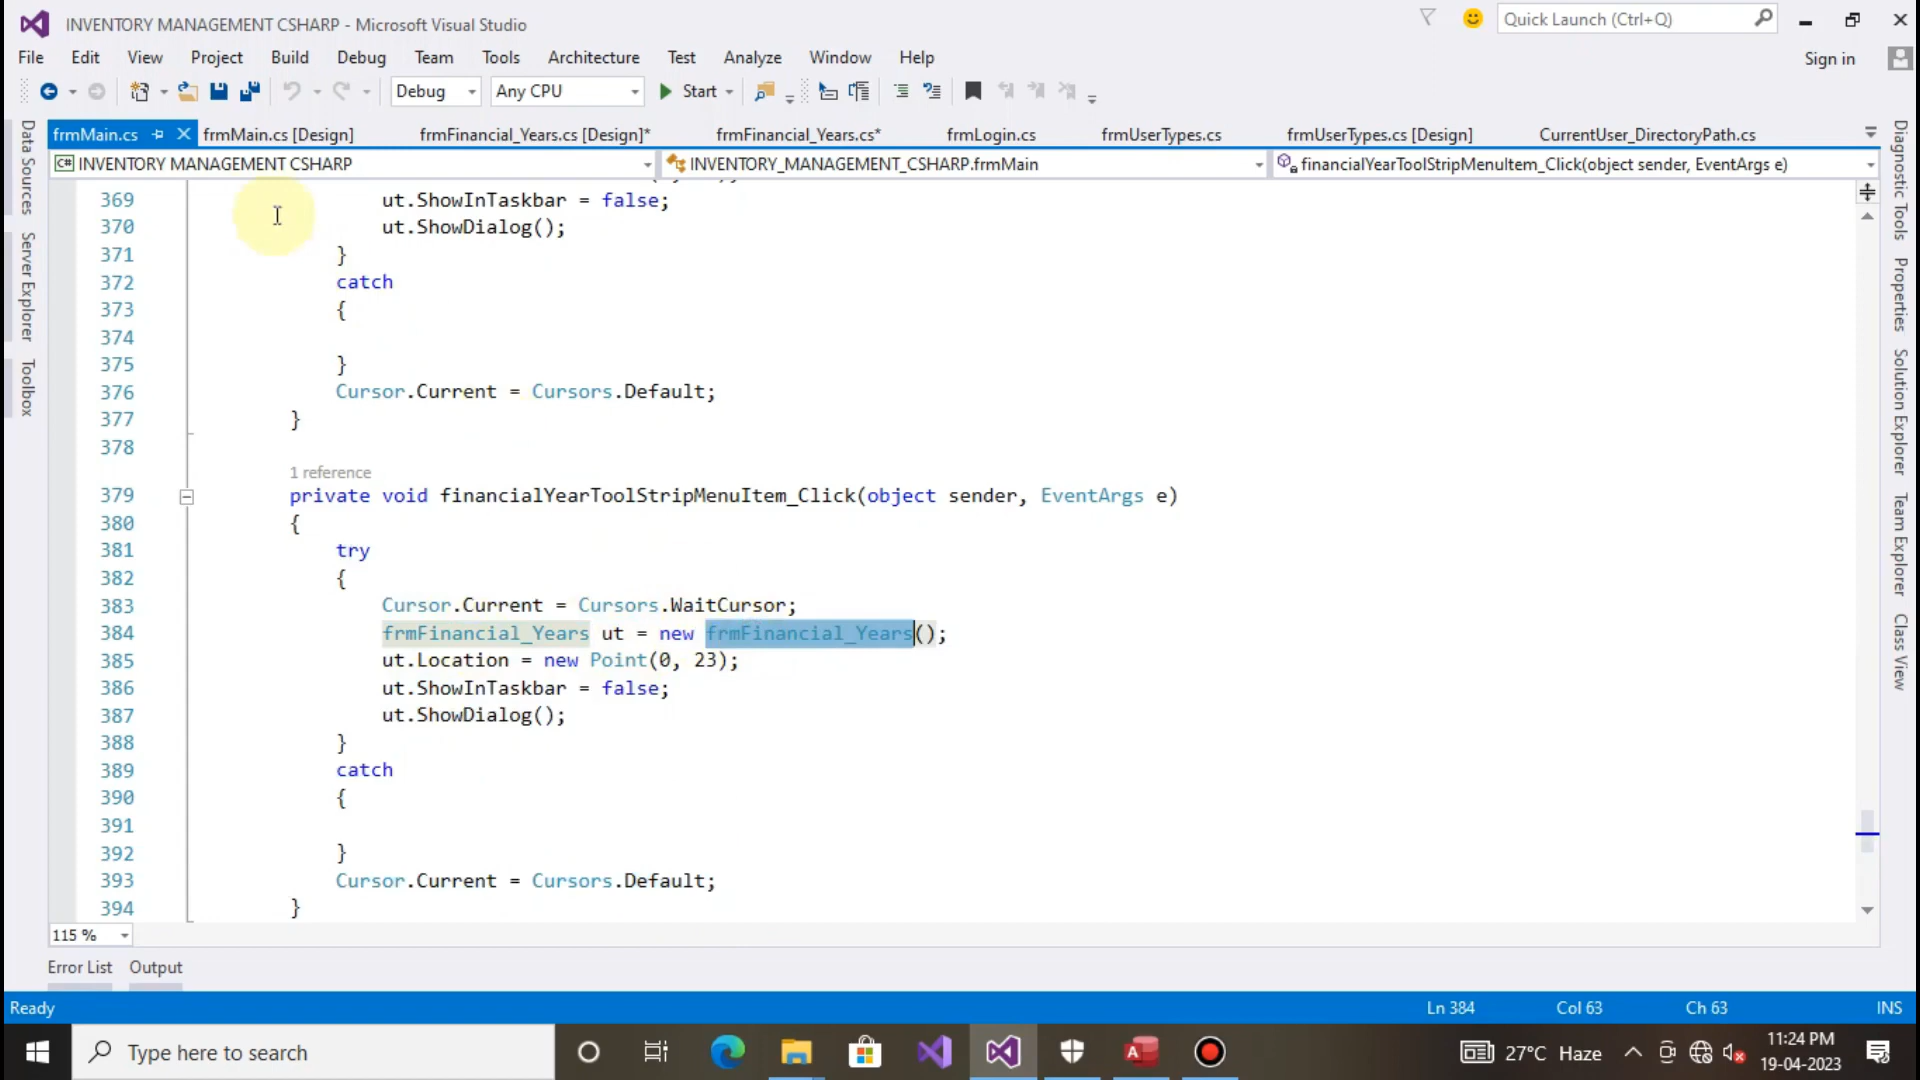 INVENTORY MANAGEMENT CSHARP - Microsoft Visual Studio
Quick Launch (Ctrl+Q)
File Edit View Project Build Debug Team Tools Architecture Test Analyze Window Help
Sign in
Debug Any CPU Start
frmMain.cs frmMain.cs [Design] frmFinancial_Years.cs [Design]* frmFinancial_Years.cs* frmLogin.cs frmUserTypes.cs frmUserTypes.cs [Design] CurrentUser_DirectoryPath.cs
C# INVENTORY MANAGEMENT CSHARP INVENTORY_MANAGEMENT_CSHARP.frmMain financialYearToolStripMenuItem_Click(object sender, EventArgs e)
Data Sources
Server Explorer
Toolbox
369 ut.ShowInTaskbar = false;
370 ut.ShowDialog();
371 }
372 catch
373 {
374
375 }
376 Cursor.Current = Cursors.Default;
377 }
378
1 reference
379 private void financialYearToolStripMenuItem_Click(object sender, EventArgs e)
380 {
381 try
382 {
383 Cursor.Current = Cursors.WaitCursor;
384 frmFinancial_Years ut = new frmFinancial_Years();
385 ut.Location = new Point(0, 23);
386 ut.ShowInTaskbar = false;
387 ut.ShowDialog();
388 }
389 catch
390 {
391
392 }
393 Cursor.Current = Cursors.Default;
394 }
Diagnostic Tools
Properties
Solution Explorer
Team Explorer
Class View
115 %
Error List Output
Ready Ln 384 Col 63 Ch 63 INS
Type here to search
A
27°C Haze
11:24 PM
19-04-2023